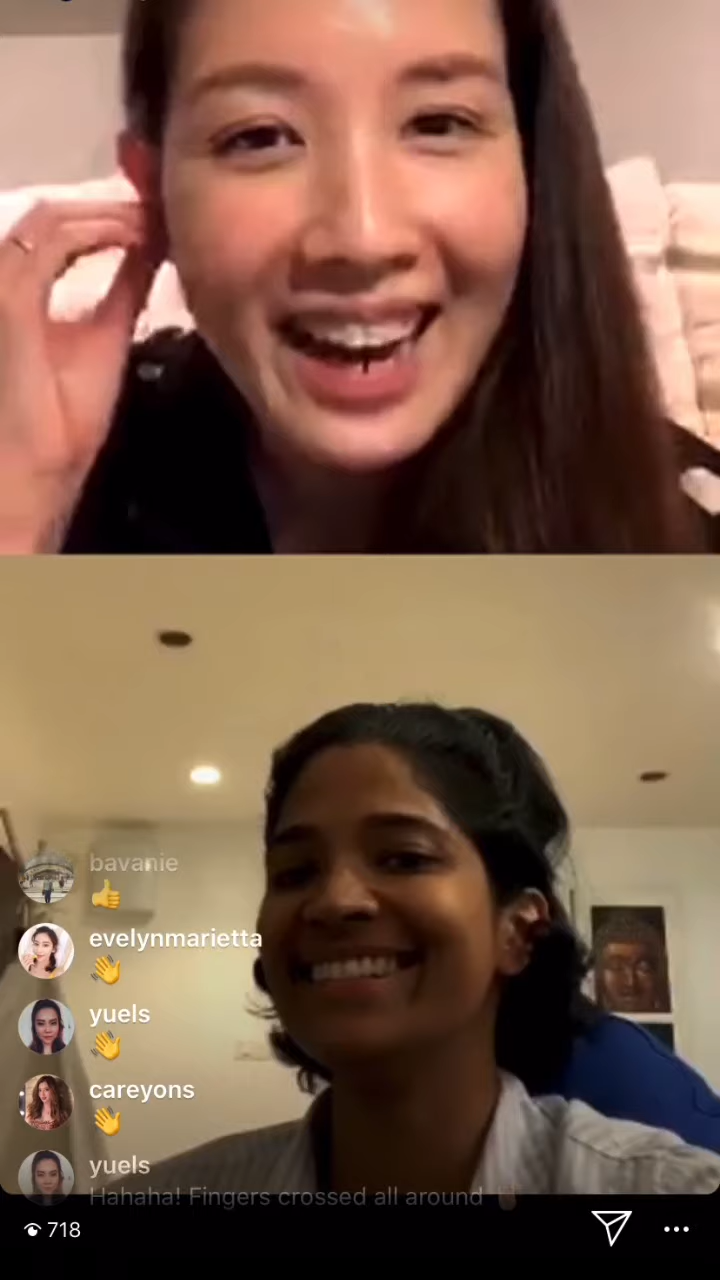 bavanie
👍
evelynmarietta
👋
yuels
👋
careyons
👋
yuels
Hahaha! Fingers crossed all around
718